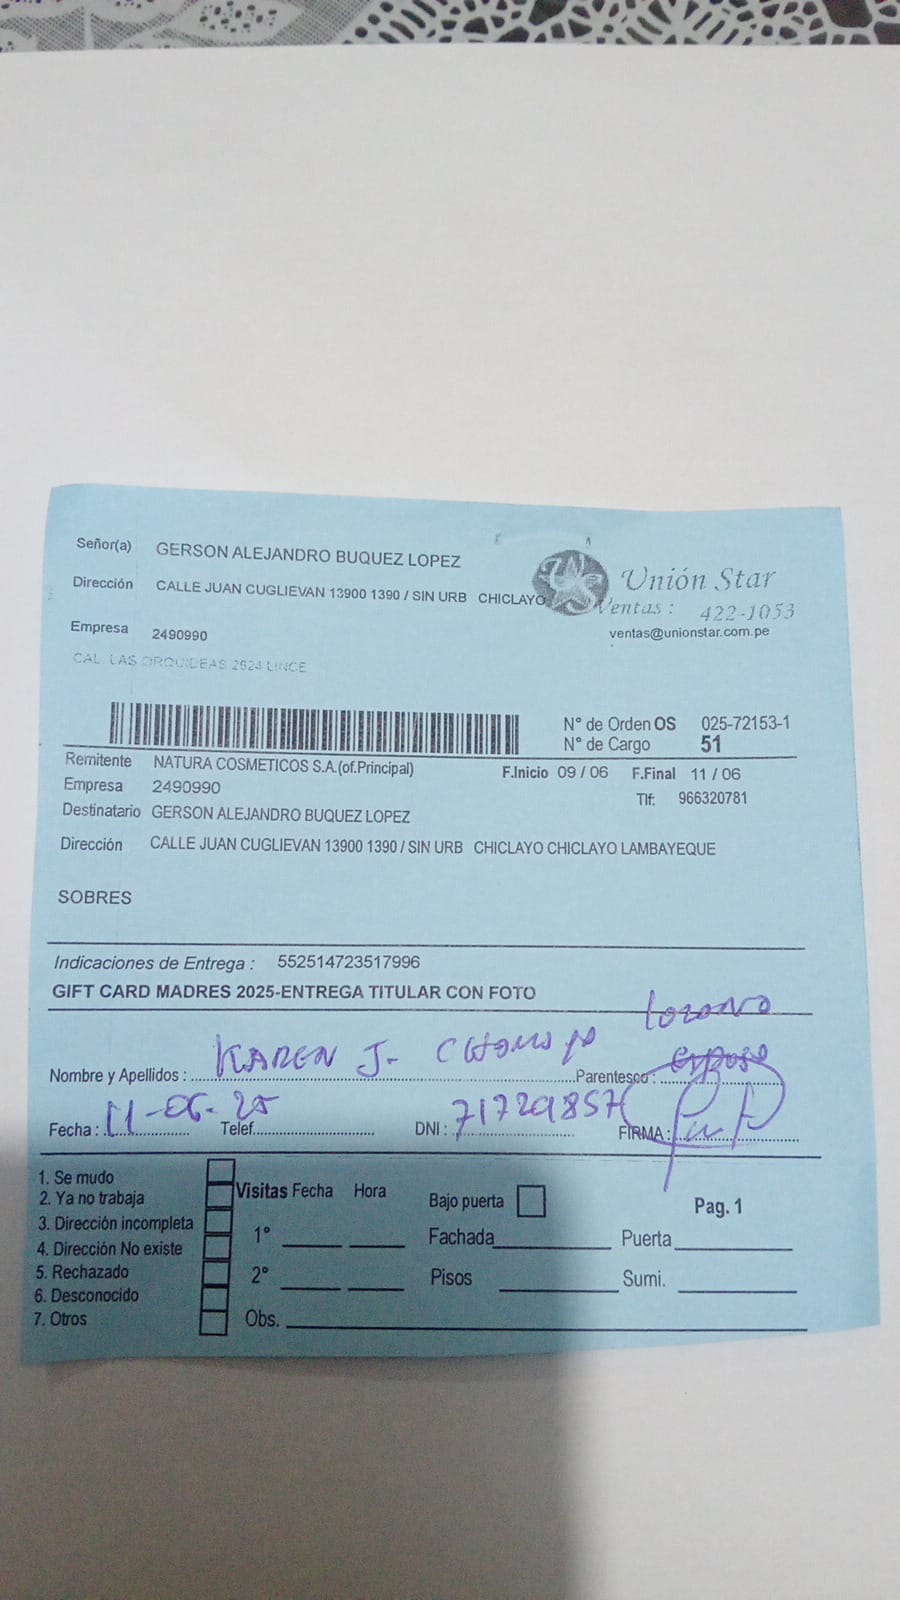 Señor(a) GERSON ALEJANDRO BUQUEZ LOPEZ
Dirección CALLE JUAN CUGLIEVAN 13900 1390 / SIN URB CHICLAYO
Unión Star
Ventas : 422-1053
ventas@unionstar.com.pe
Empresa 2490990
CAL LAS ORQUIDEAS 2624 LINCE
N° de Orden OS 025-72153-1
N° de Cargo 51
Remitente NATURA COSMETICOS S.A.(of.Principal)
F.Inicio 09 / 06 F.Final 11 / 06
Empresa 2490990
Tlf: 966320781
Destinatario GERSON ALEJANDRO BUQUEZ LOPEZ
Dirección CALLE JUAN CUGLIEVAN 13900 1390 / SIN URB CHICLAYO CHICLAYO LAMBAYEQUE
SOBRES
Indicaciones de Entrega : 552514723517996
GIFT CARD MADRES 2025-ENTREGA TITULAR CON FOTO
Nombre y Apellidos : KAREN J- Lozano
Parentesco : esposa
Fecha : 11-06-25 Telef. DNI : 71729857 FIRMA :
1. Se mudo
2. Ya no trabaja
3. Dirección incompleta
4. Dirección No existe
5. Rechazado
6. Desconocido
7. Otros
Visitas Fecha Hora
1°
2°
Obs.
Bajo puerta
Fachada
Pisos
Pag. 1
Puerta
Sumi.